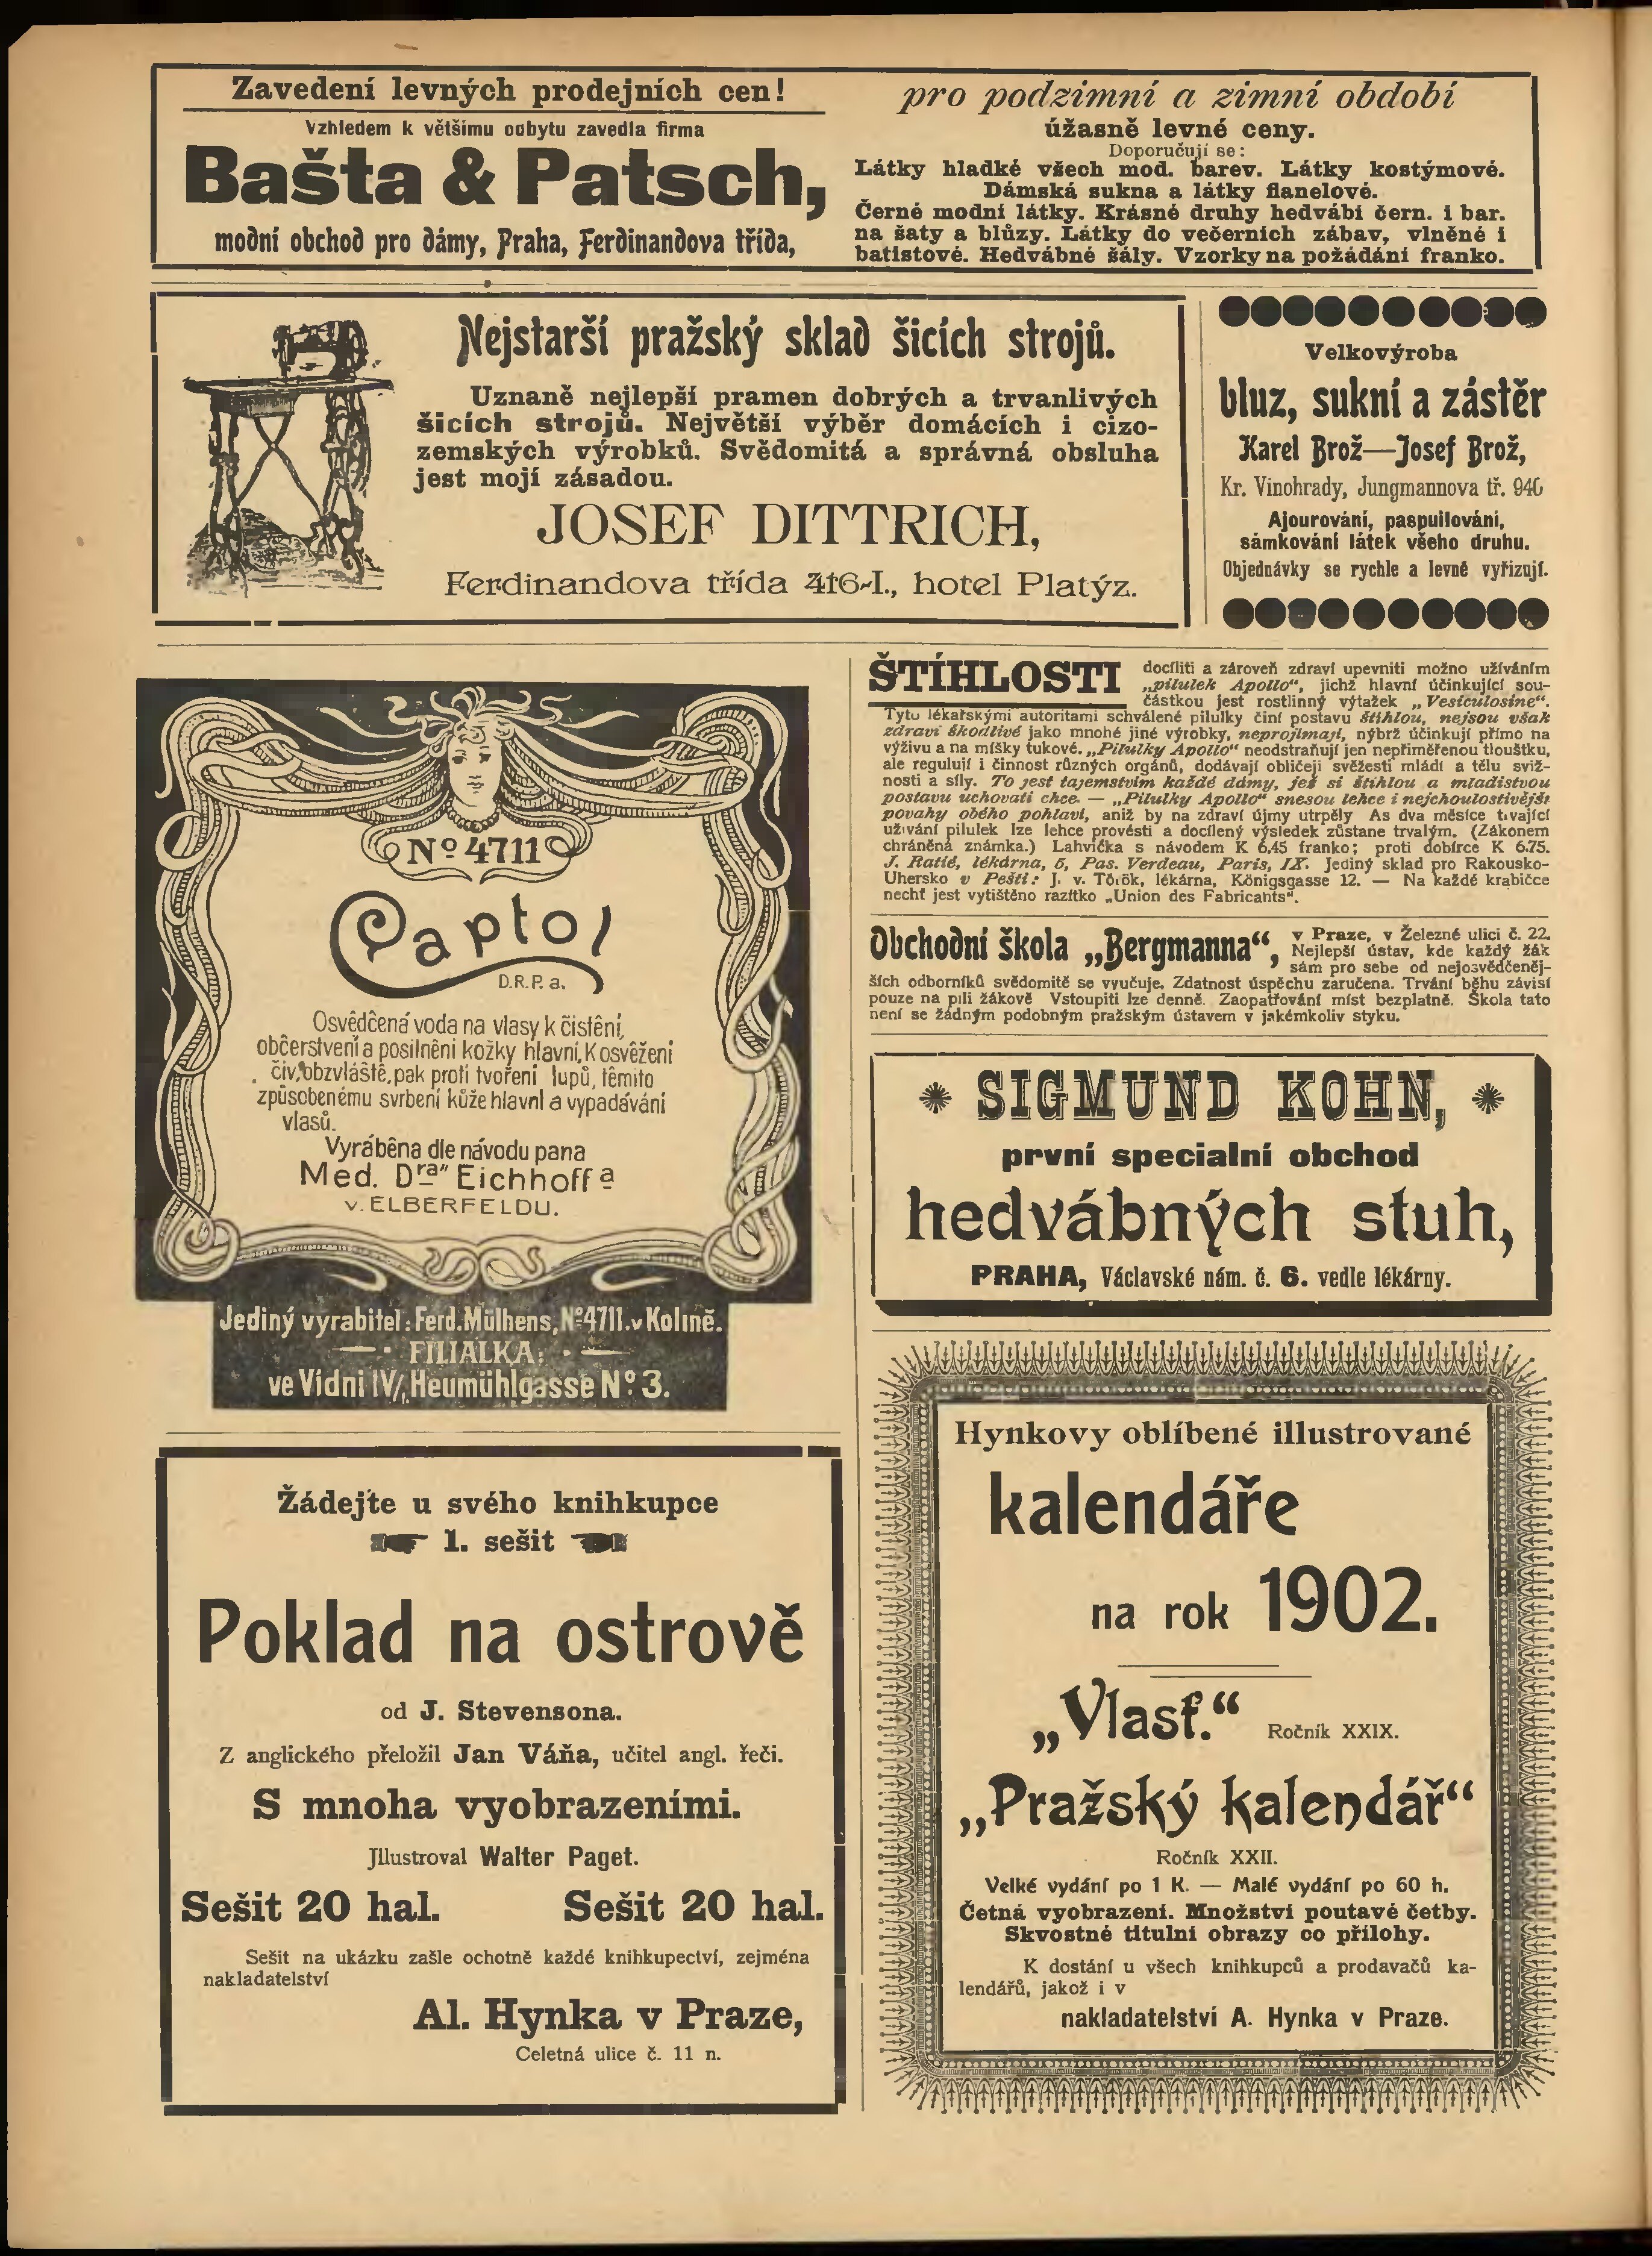 Zavedení levných prodejních cen!
Vzhledem k většímu odbytu zavedla firma
Bašta & Patsch,
modní obchod pro dámy, Praha, Ferdinandova třída,
pro podzimní a zimní období
úžasně levné ceny.
Doporučují se:
Látky hladké všech mod. barev. Látky kostýmové.
Dámská sukna a látky flanelové.
Černé modní látky. Krásné druhy hedvábí čern. i bar.
na šaty a blůzy. Látky do večerních zábav, vlněné i
batistové. Hedvábné šály. Vzorky na požádání franko.
Nejstarší pražský sklad šicích strojů.
Uznaně nejlepší pramen dobrých a trvanlivých
šicích strojů. Největší výběr domácích i cizo-
zemských výrobků. Svědomitá a správná obsluha
jest mojí zásadou.
JOSEF DITTRICH,
Ferdinandova třída 416-I., hotel Platýz.
Velkovýroba
bluz, sukní a zástěr
Karel Brož—Josef Brož,
Kr. Vinohrady, Jungmannova tř. 940
Ajourování, paspuilování,
sámkování látek všeho druhu.
Objednávky se rychle a levně vyřizují.
No 4711
Captol
D.R.P. a.
Osvědčená voda na vlasy k čistění,
občerstvení a posilnění kožky hlavní, K osvěžení
čiv, obzvláště, pak proti tvoření lupů, těmito
způsobenému svrbení kůže hlavní a vypadávání
vlasů.
Vyráběna dle návodu pana
Med. Dra" Eichhoff a
v. ELBERFELDU.
Jediný vyrabitel: Ferd. Mülhens, No 4711. v Kolíně.
FILIALKA:
ve Vídni IV/, Heumühlgasse No 3.
ŠTÍHLOSTI docíliti a zároveň zdraví upevniti možno užíváním
„pilulek Apollo“, jichž hlavní účinkující sou-
částkou jest rostlinný výtažek „Vesiculosine“.
Tyto lékařskými autoritami schválené pilulky činí postavu štíhlou, nejsou však
zdraví škodlivé jako mnohé jiné výrobky, neprojímají, nýbrž účinkují přímo na
výživu a na míšky tukové. „Pilulky Apollo“ neodstraňují jen nepřiměřenou tloušťku,
ale regulují i činnost různých orgánů, dodávají obličeji svěžesti mládí a tělu sviž-
nosti a síly. To jest tajemstvím každé dámy, jež si štíhlou a mladistvou
postavu uchovati chce. — „Pilulky Apollo“ snesou lehce i nejchoulostivější
povahy obého pohlaví, aniž by na zdraví újmy utrpěly As dva měsíce trvající
užívání pilulek lze lehce provésti a docílený výsledek zůstane trvalým. (Zákonem
chráněná známka.) Lahvička s návodem K 6.45 franko; proti dobírce K 6.75.
J. Ratié, lékárna, 5, Pas. Verdeau, Paris, IX. Jediný sklad pro Rakousko-
Uhersko v Pešti: J. v. Török, lékárna, Königsgasse 12. — Na každé krabičce
nechť jest vytištěno razítko „Union des Fabricants“.
Obchodní škola „Bergmanna“, v Praze, v Železné ulici č. 22.
Nejlepší ústav, kde každý žák
sám pro sebe od nejosvědčeněj-
ších odborníků svědomitě se vyučuje. Zdatnost úspěchu zaručena. Trvání běhu závisí
pouze na píli žákově Vstoupiti lze denně. Zaopatřování míst bezplatně. Škola tato
není se žádným podobným pražským ústavem v jakémkoliv styku.
SIGMUND KOHN,
první specialní obchod
hedvábných stuh,
PRAHA, Václavské nám. č. 6. vedle lékárny.
Žádejte u svého knihkupce
1. sešit
Poklad na ostrově
od J. Stevensona.
Z anglického přeložil Jan Váňa, učitel angl. řeči.
S mnoha vyobrazeními.
Jllustroval Walter Paget.
Sešit 20 hal. Sešit 20 hal.
Sešit na ukázku zašle ochotně každé knihkupectví, zejména
nakladatelství
Al. Hynka v Praze,
Celetná ulice č. 11 n.
Hynkovy oblíbené illustrované
kalendáře
na rok 1902.
„Vlasť.“ Ročník XXIX.
„Pražský kalendář“
Ročník XXII.
Velké vydání po 1 K. — Malé vydání po 60 h.
Četná vyobrazení. Množství poutavé četby.
Skvostné titulní obrazy co přílohy.
K dostání u všech knihkupců a prodavačů ka-
lendářů, jakož i v
nakladatelství A. Hynka v Praze.